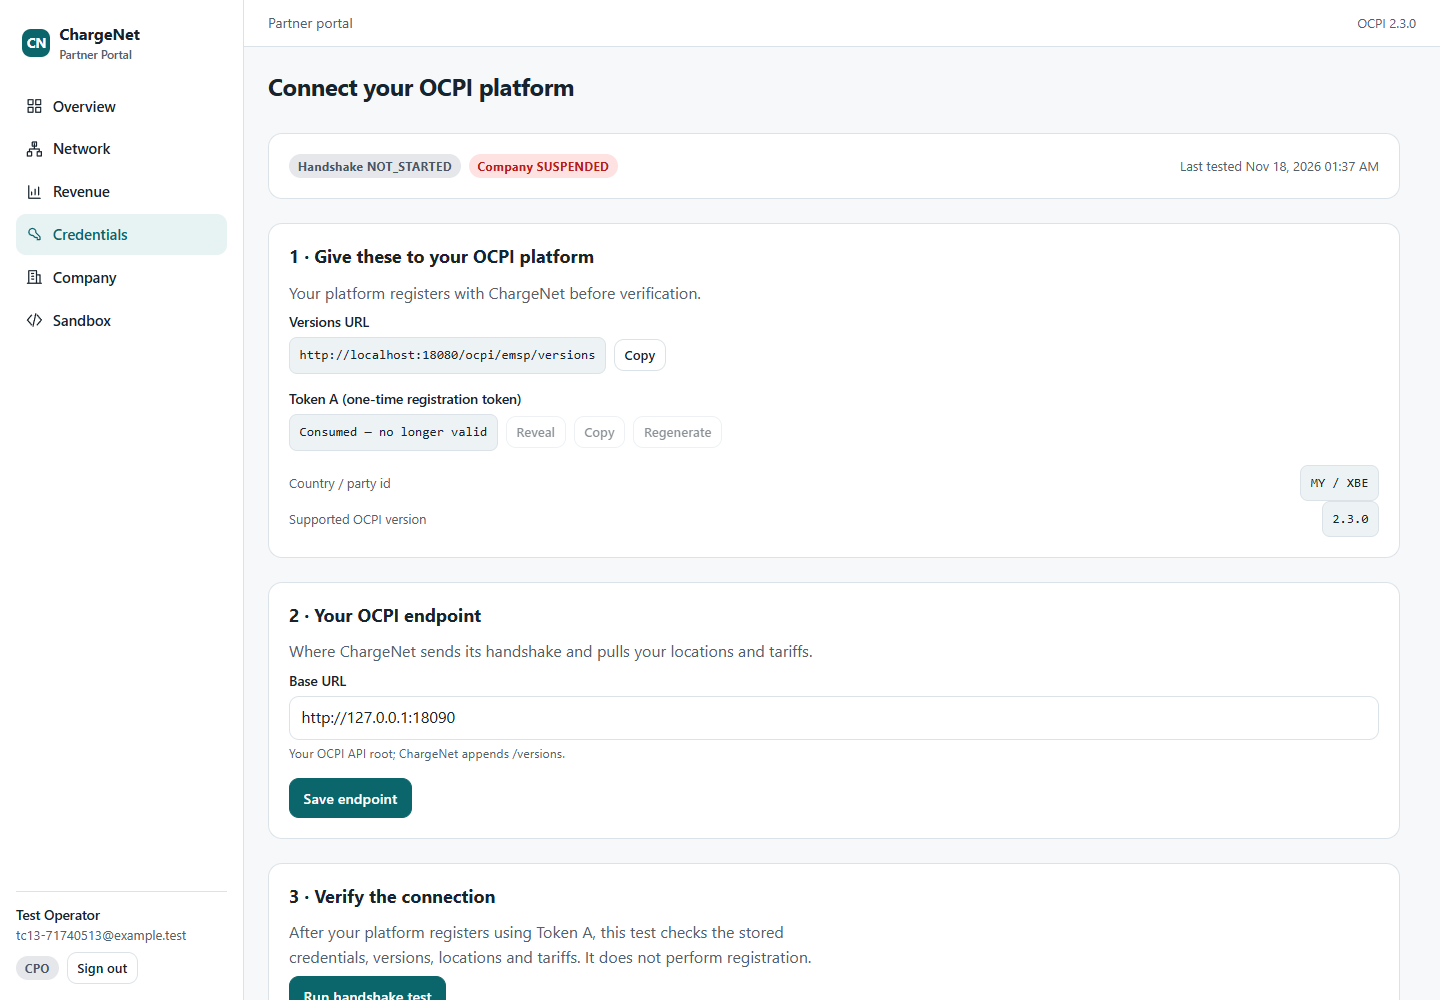 CN
ChargeNet
Partner Portal
Overview
Network
Revenue
Credentials
Company
Sandbox
Test Operator
tc13-71740513@example.test
CPO
Sign out
Partner portal
OCPI 2.3.0
Connect your OCPI platform
Handshake NOT_STARTED
Company SUSPENDED
Last tested Nov 18, 2026 01:37 AM
1 · Give these to your OCPI platform
Your platform registers with ChargeNet before verification.
Versions URL
http://localhost:18080/ocpi/emsp/versions
Copy
Token A (one-time registration token)
Consumed — no longer valid
Reveal
Copy
Regenerate
Country / party id
MY / XBE
Supported OCPI version
2.3.0
2 · Your OCPI endpoint
Where ChargeNet sends its handshake and pulls your locations and tariffs.
Base URL
http://127.0.0.1:18090
Your OCPI API root; ChargeNet appends /versions.
Save endpoint
3 · Verify the connection
After your platform registers using Token A, this test checks the stored
credentials, versions, locations and tariffs. It does not perform registration.
Run handshake test